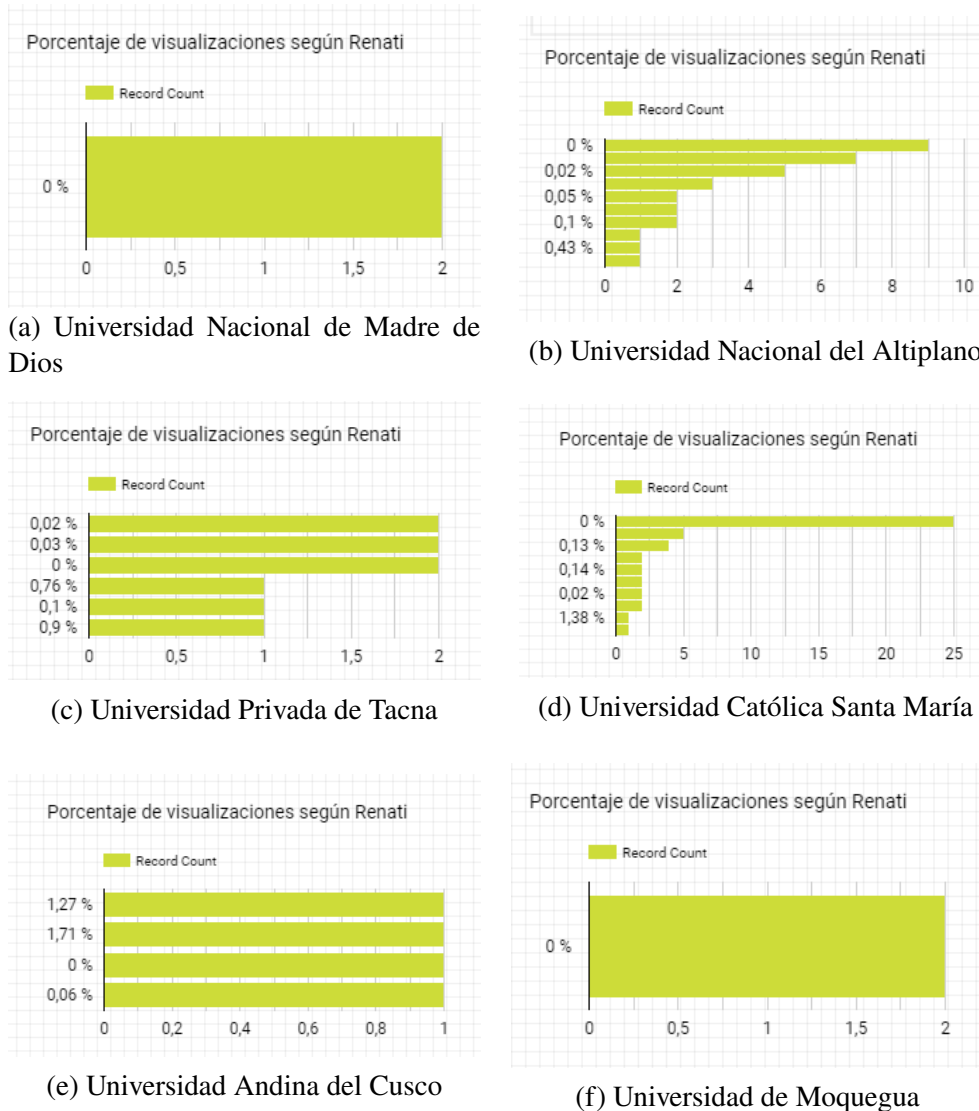 Porcentaje de visualizaciones según Renati
Record Count
0 %
0 0,5 1 1,5 2
(a) Universidad Nacional de Madre de
Dios
Porcentaje de visualizaciones según Renati
Record Count
0 %
0,02 %
0,05 %
0,1 %
0,43 %
0 2 4 6 8 10
(b) Universidad Nacional del Altiplano
Porcentaje de visualizaciones según Renati
Record Count
0,02 %
0,03 %
0 %
0,76 %
0,1 %
0,9 %
0 0,5 1 1,5 2
(c) Universidad Privada de Tacna
Porcentaje de visualizaciones según Renati
Record Count
0 %
0,13 %
0,14 %
0,02 %
1,38 %
0 5 10 15 20 25
(d) Universidad Católica Santa María
Porcentaje de visualizaciones según Renati
Record Count
1,27 %
1,71 %
0 %
0,06 %
0 0,2 0,4 0,6 0,8 1
(e) Universidad Andina del Cusco
Porcentaje de visualizaciones según Renati
Record Count
0 %
0 0,5 1 1,5 2
(f) Universidad de Moquegua